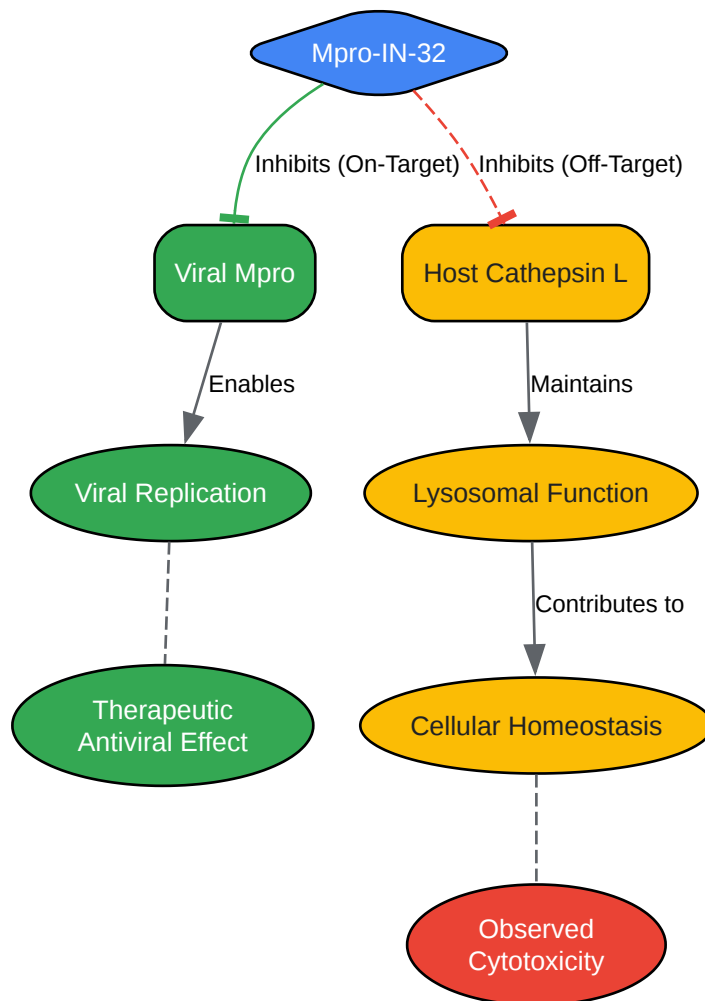 Mpro-IN-32
Inhibits (On-Target)
Inhibits (Off-Target)
Viral Mpro
Host Cathepsin L
Enables
Maintains
Viral Replication
Lysosomal Function
Contributes to
Therapeutic
Antiviral Effect
Cellular Homeostasis
Observed
Cytotoxicity